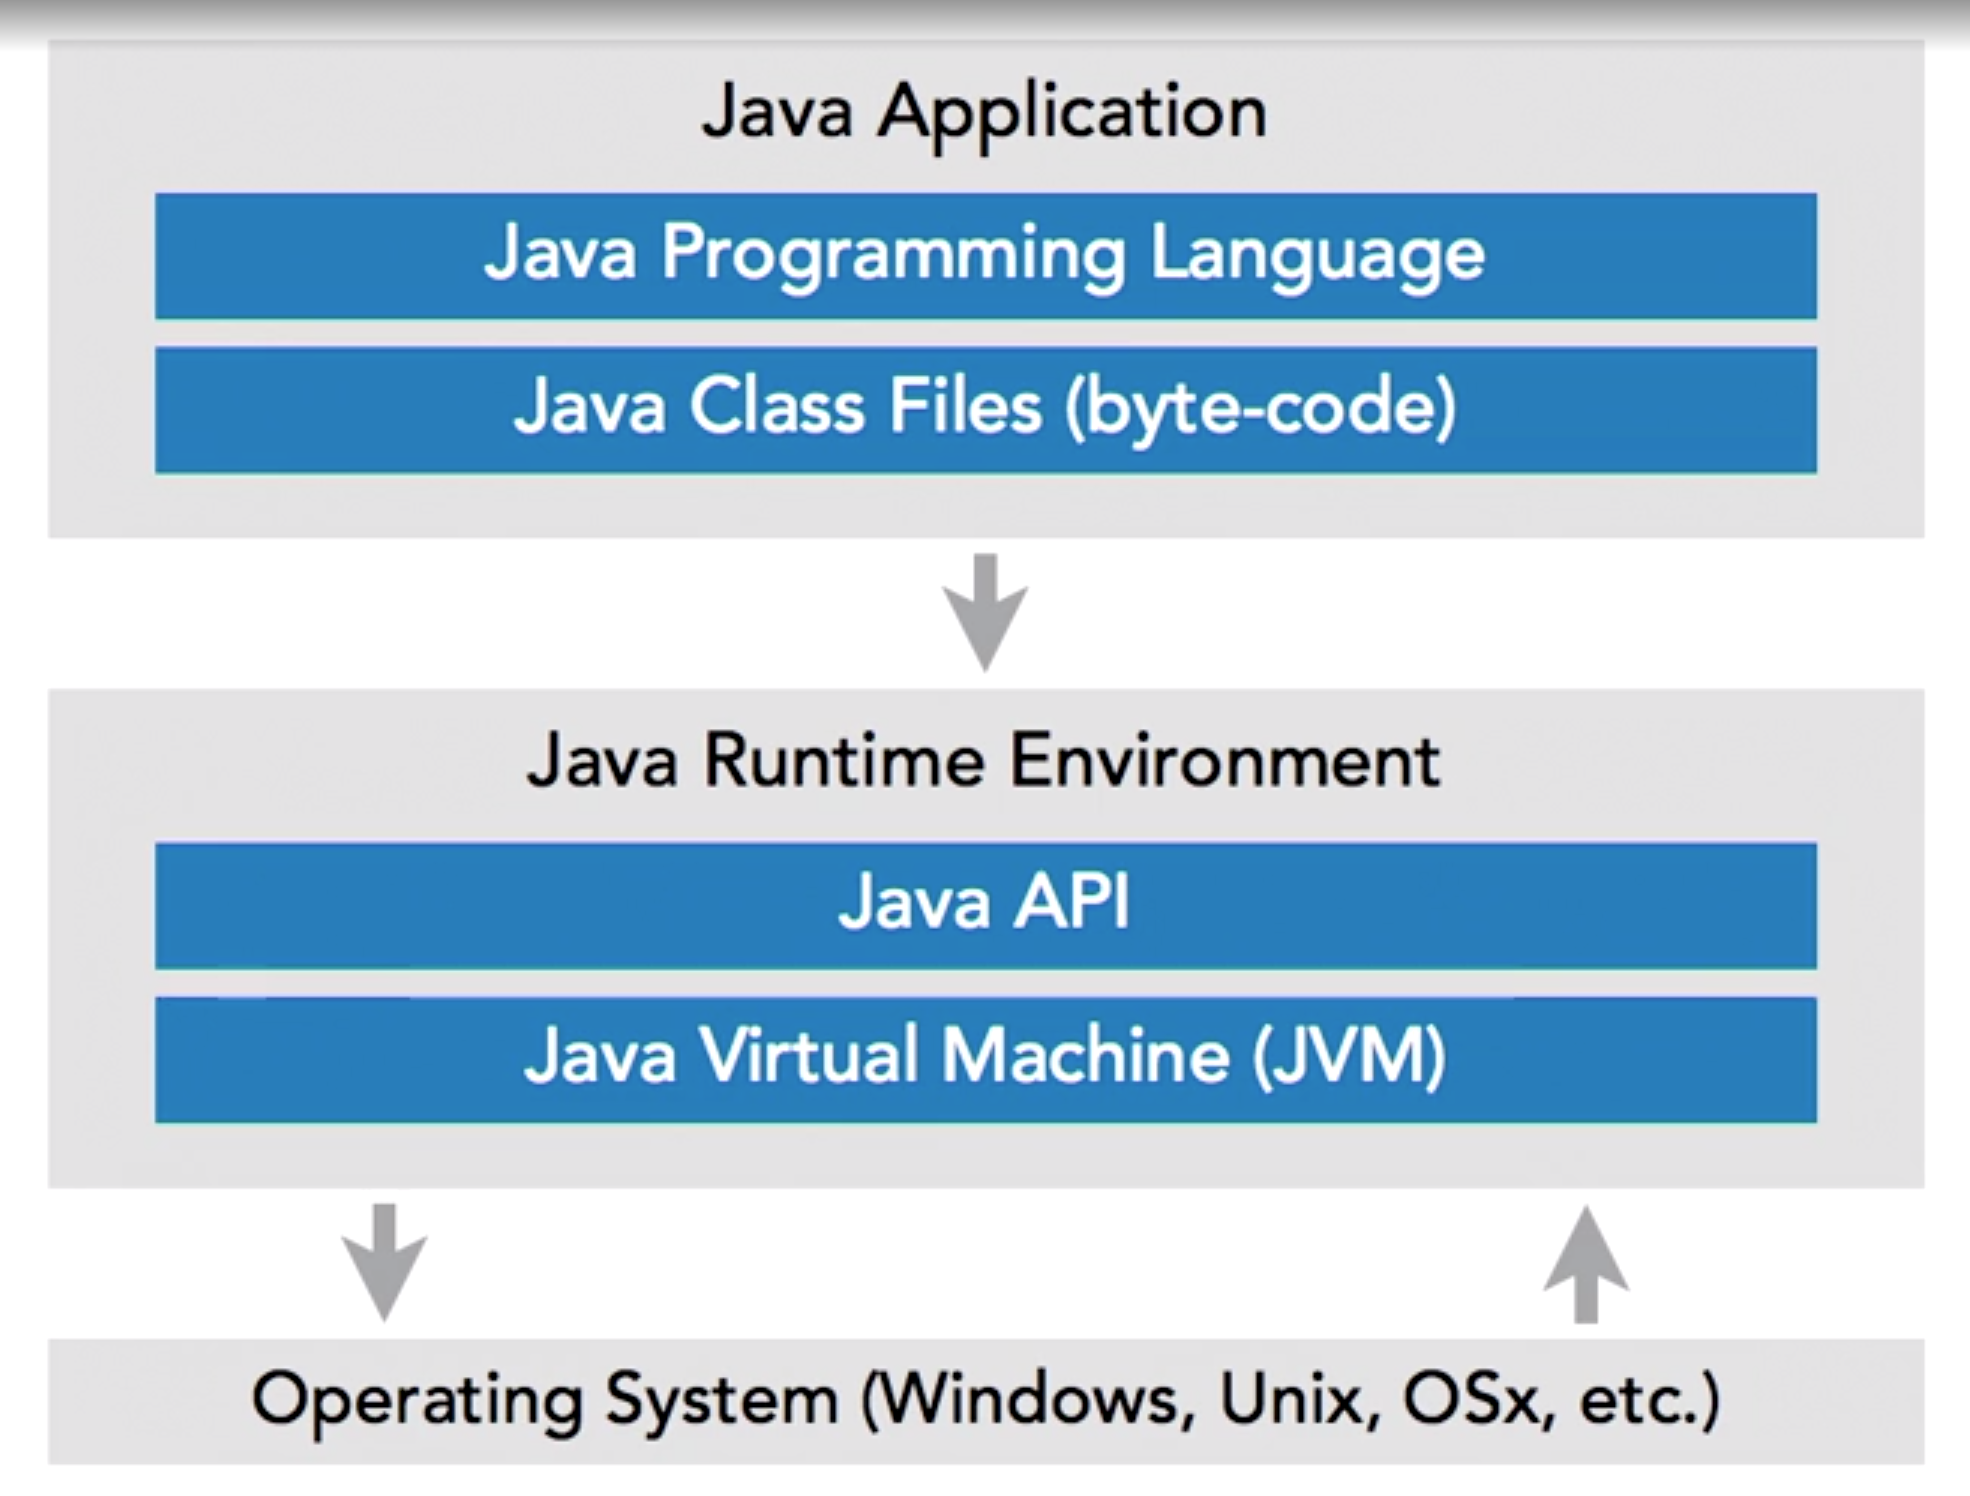 Java Application
Java Programming Language
Java Class Files (byte-code)
Java Runtime Environment
Java API
Java Virtual Machine (JVM)
Operating System (Windows, Unix, OSx, etc.)